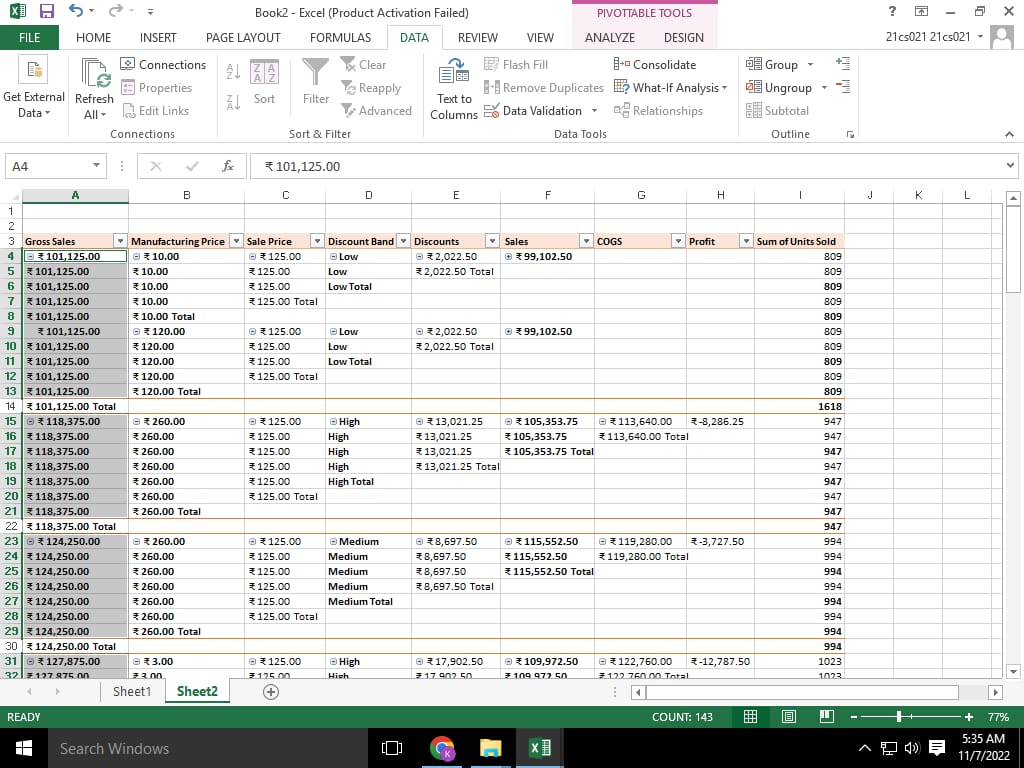 Book2 - Excel (Product Activation Failed)
PIVOTTABLE TOOLS
FILE HOME INSERT PAGE LAYOUT FORMULAS DATA REVIEW VIEW ANALYZE DESIGN 21cs021 21cs021
Get External Data
Refresh All
Connections
Properties
Edit Links
Connections
Sort
Filter
Clear
Reapply
Advanced
Sort & Filter
Text to Columns
Flash Fill
Remove Duplicates
Data Validation
Consolidate
What-If Analysis
Relationships
Data Tools
Group
Ungroup
Subtotal
Outline
A4 fx ₹ 101,125.00
A B C D E F G H I J K L
1
2
3 Gross Sales Manufacturing Price Sale Price Discount Band Discounts Sales COGS Profit Sum of Units Sold
4 ₹ 101,125.00 ₹ 10.00 ₹ 125.00 Low ₹ 2,022.50 ₹ 99,102.50 809
5 ₹ 101,125.00 ₹ 10.00 ₹ 125.00 Low ₹ 2,022.50 Total 809
6 ₹ 101,125.00 ₹ 10.00 ₹ 125.00 Low Total 809
7 ₹ 101,125.00 ₹ 10.00 ₹ 125.00 Total 809
8 ₹ 101,125.00 ₹ 10.00 Total 809
9 ₹ 101,125.00 ₹ 120.00 ₹ 125.00 Low ₹ 2,022.50 ₹ 99,102.50 809
10 ₹ 101,125.00 ₹ 120.00 ₹ 125.00 Low ₹ 2,022.50 Total 809
11 ₹ 101,125.00 ₹ 120.00 ₹ 125.00 Low Total 809
12 ₹ 101,125.00 ₹ 120.00 ₹ 125.00 Total 809
13 ₹ 101,125.00 ₹ 120.00 Total 809
14 ₹ 101,125.00 Total 1618
15 ₹ 118,375.00 ₹ 260.00 ₹ 125.00 High ₹ 13,021.25 ₹ 105,353.75 ₹ 113,640.00 ₹ -8,286.25 947
16 ₹ 118,375.00 ₹ 260.00 ₹ 125.00 High ₹ 13,021.25 ₹ 105,353.75 ₹ 113,640.00 Total 947
17 ₹ 118,375.00 ₹ 260.00 ₹ 125.00 High ₹ 13,021.25 ₹ 105,353.75 Total 947
18 ₹ 118,375.00 ₹ 260.00 ₹ 125.00 High ₹ 13,021.25 Total 947
19 ₹ 118,375.00 ₹ 260.00 ₹ 125.00 High Total 947
20 ₹ 118,375.00 ₹ 260.00 ₹ 125.00 Total 947
21 ₹ 118,375.00 ₹ 260.00 Total 947
22 ₹ 118,375.00 Total 947
23 ₹ 124,250.00 ₹ 260.00 ₹ 125.00 Medium ₹ 8,697.50 ₹ 115,552.50 ₹ 119,280.00 ₹ -3,727.50 994
24 ₹ 124,250.00 ₹ 260.00 ₹ 125.00 Medium ₹ 8,697.50 ₹ 115,552.50 ₹ 119,280.00 Total 994
25 ₹ 124,250.00 ₹ 260.00 ₹ 125.00 Medium ₹ 8,697.50 ₹ 115,552.50 Total 994
26 ₹ 124,250.00 ₹ 260.00 ₹ 125.00 Medium ₹ 8,697.50 Total 994
27 ₹ 124,250.00 ₹ 260.00 ₹ 125.00 Medium Total 994
28 ₹ 124,250.00 ₹ 260.00 ₹ 125.00 Total 994
29 ₹ 124,250.00 ₹ 260.00 Total 994
30 ₹ 124,250.00 Total 994
31 ₹ 127,875.00 ₹ 3.00 ₹ 125.00 High ₹ 17,902.50 ₹ 109,972.50 ₹ 122,760.00 ₹ -12,787.50 1023
32 ₹ 127,875.00 ₹ 3.00 ₹ 125.00 High ₹ 17,902.50 ₹ 109,972.50 ₹ 122,760.00 Total 1023
Sheet1 Sheet2
READY COUNT: 143 77%
Search Windows
5:35 AM
11/7/2022